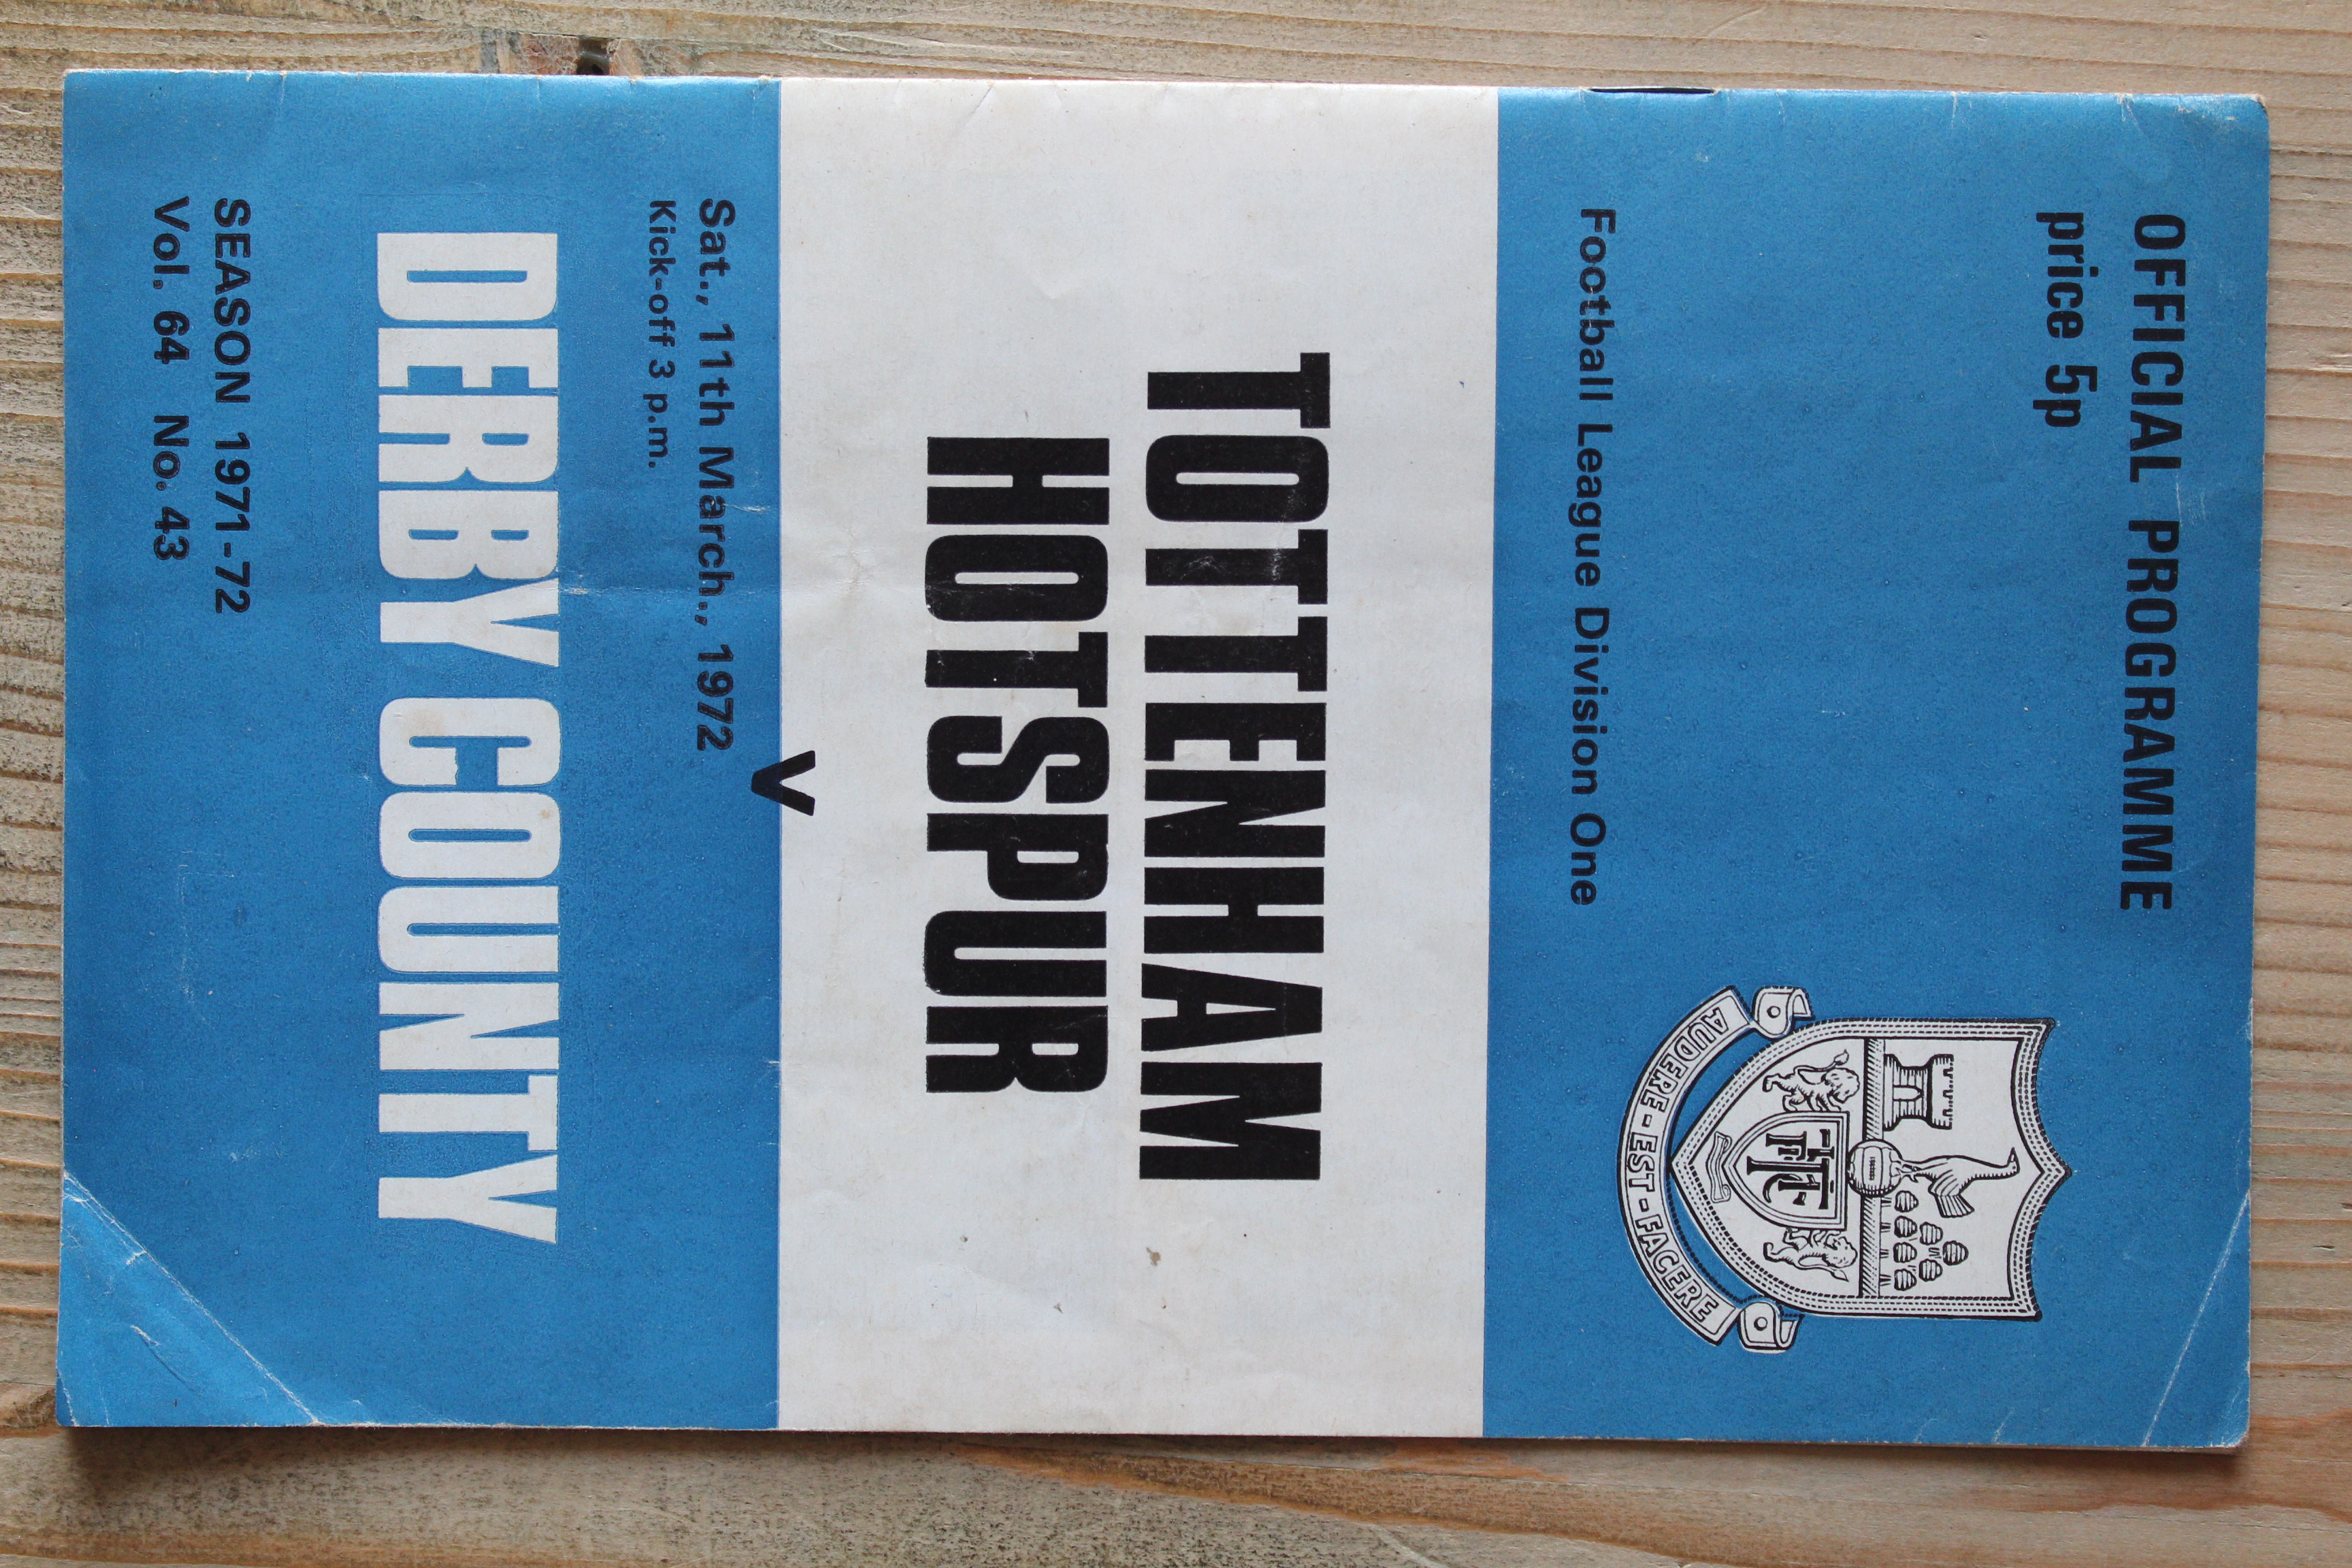 OFFICIAL PROGRAMME
price 5p
AUDERE - EST - FACERE
Football League Division One
TOTTENHAM
HOTSPUR
v
Sat., 11th March., 1972
Kick-off 3 p.m.
DERBY COUNTY
SEASON 1971-72
Vol. 64 No. 43